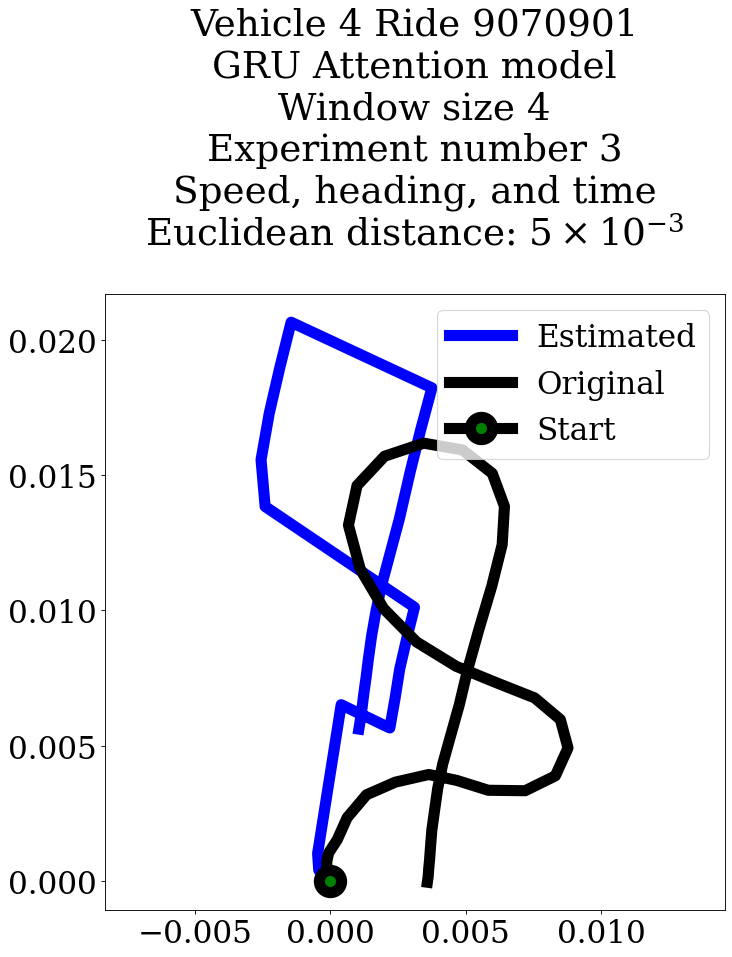 Vehicle 4 Ride 9070901
GRU Attention model
Window size 4
Experiment number 3
Speed, heading, and time
Euclidean distance: 5 × 10⁻³
Estimated
Original
Start
0.020
0.015
0.010
0.005
0.000
−0.005 0.000 0.005 0.010